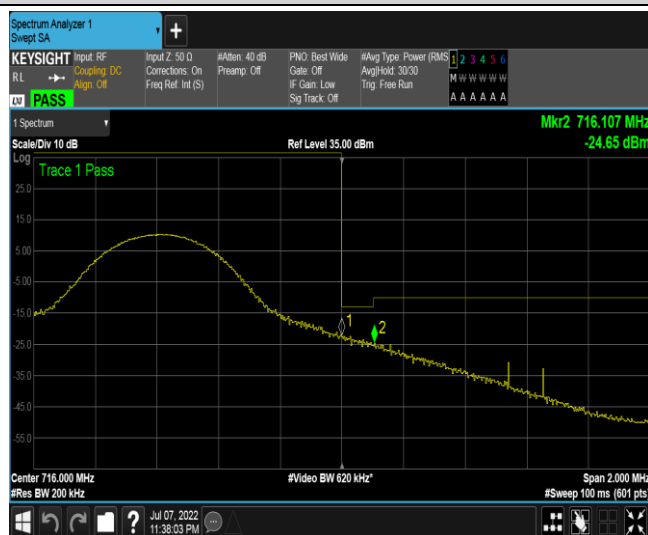 Spectrum Analyzer 1
Swept SA
+
KEYSIGHT Input: RF
RL
Coupling: DC
Align: Off
LXI PASS
Input Z: 50 Ω
Corrections: On
Freq Ref: Int (S)
#Atten: 40 dB
Preamp: Off
PNO: Best Wide
Gate: Off
IF Gain: Low
Sig Track: Off
#Avg Type: Power (RMS
Avg|Hold: 30/30
Trig: Free Run
1 2 3 4 5 6
M W W W W W
A A A A A A
1 Spectrum
Mkr2 716.107 MHz
Scale/Div 10 dB
Ref Level 35.00 dBm
-24.65 dBm
Log
Trace 1 Pass
25.0
15.0
5.00
-5.00
-15.0
-25.0
-35.0
-45.0
-55.0
1
2
Center 716.000 MHz
#Video BW 620 kHz*
Span 2.000 MHz
#Res BW 200 kHz
#Sweep 100 ms (601 pts)
?
Jul 07, 2022
11:38:03 PM